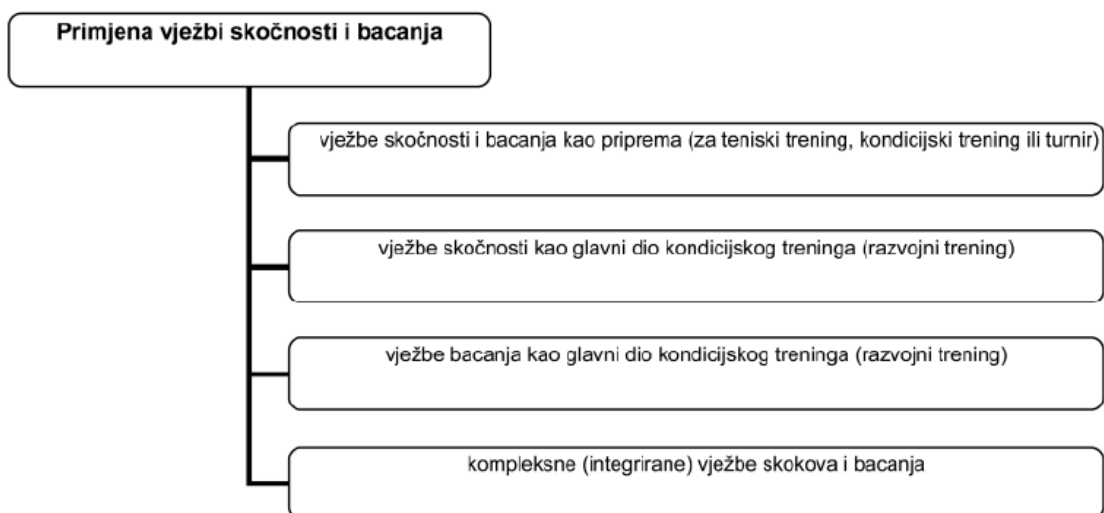 Primjena vježbi skočnosti i bacanja
vježbe skočnosti i bacanja kao priprema (za teniski trening, kondicijski trening ili turnir)
vježbe skočnosti kao glavni dio kondicijskog treninga (razvojni trening)
vježbe bacanja kao glavni dio kondicijskog treninga (razvojni trening)
kompleksne (integrirane) vježbe skokova i bacanja